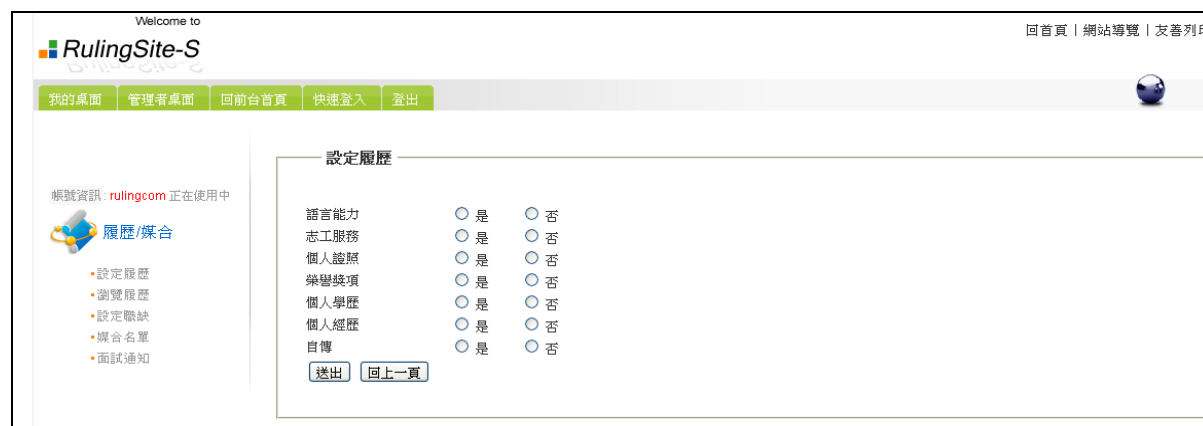 Welcome to
RulingSite-S
回首頁 | 網站導覽 | 友善列印
我的桌面 管理者桌面 回前台首頁 快速登入 登出
設定履歷
帳號資訊 : rulingcom 正在使用中
履歷/媒合
設定履歷
瀏覽履歷
設定職缺
媒合名單
面試通知
語言能力 是 否
志工服務 是 否
個人證照 是 否
榮譽獎項 是 否
個人學歷 是 否
個人經歷 是 否
自傳 是 否
送出 回上一頁